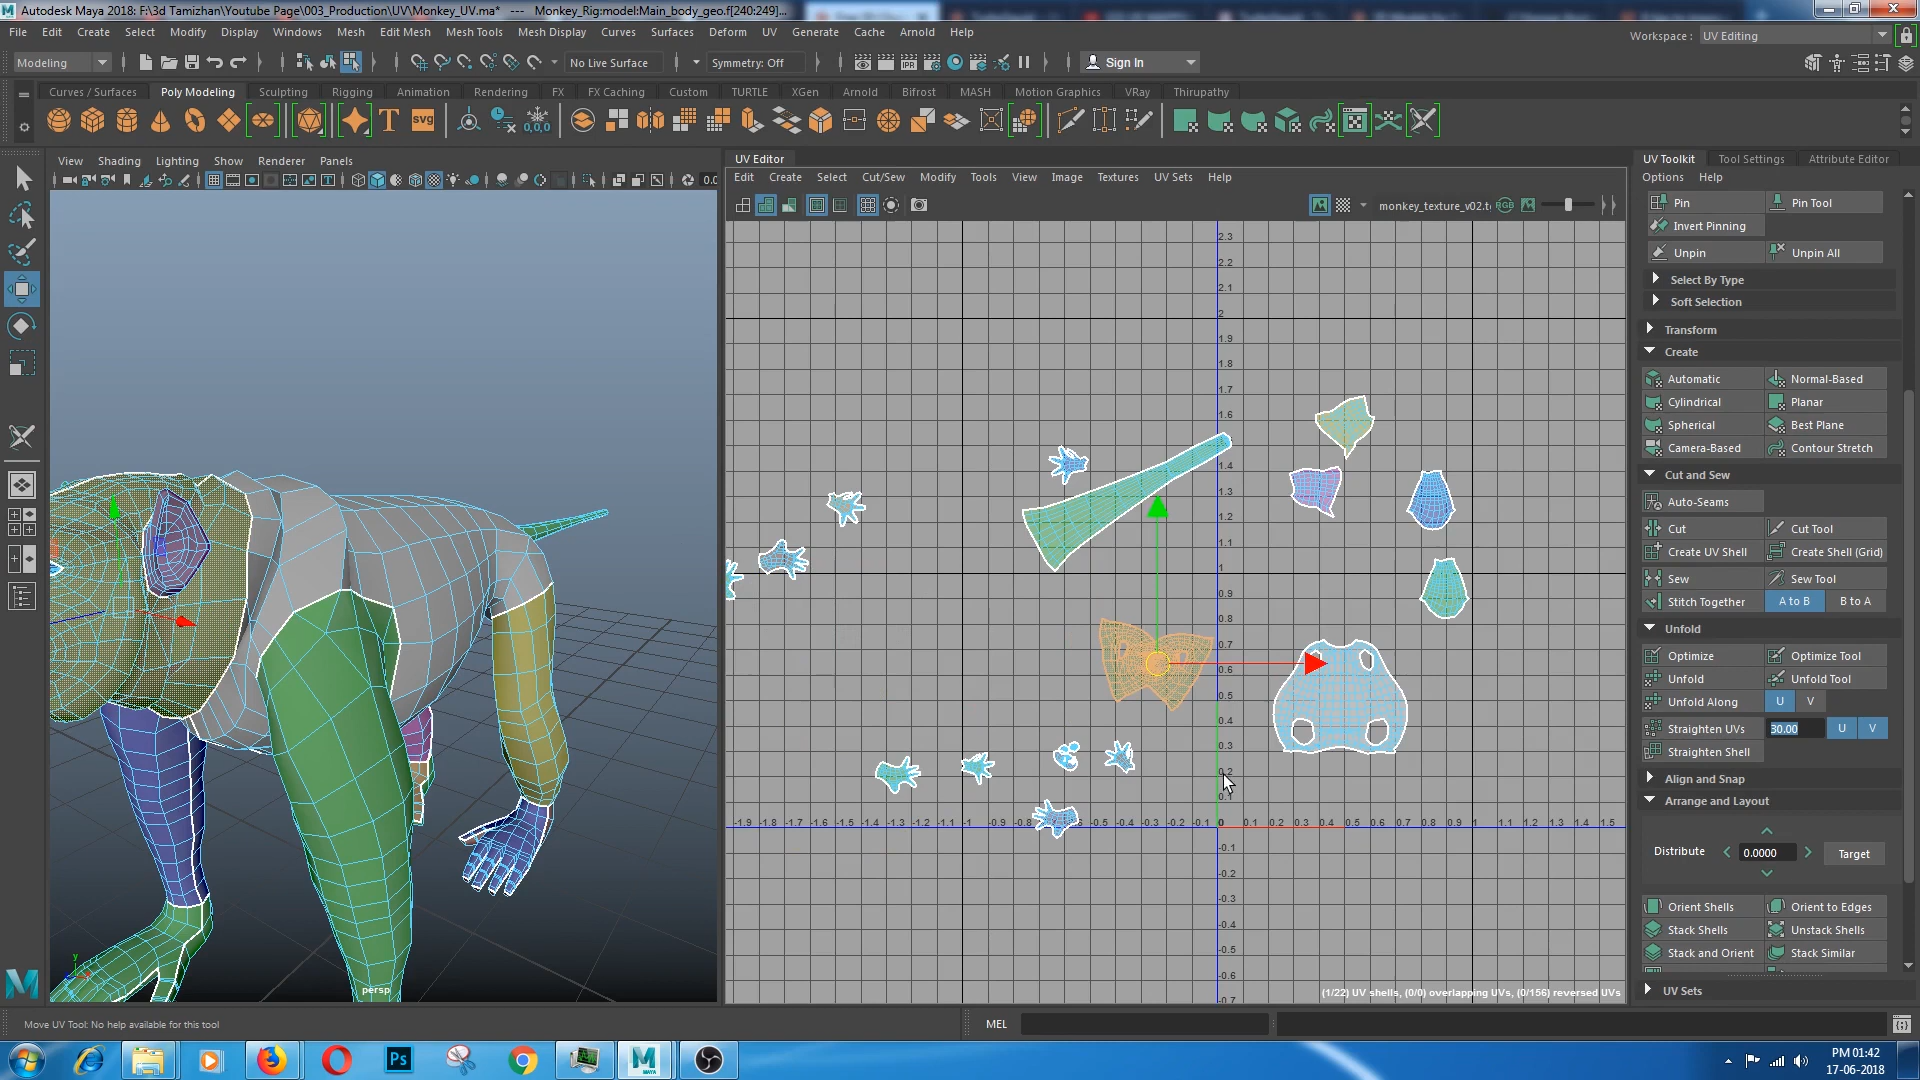 Autodesk Maya 2018: F:\3d Tamizhan\Youtube Page\003_Production\UV\Monkey_UV.ma* --- Monkey_Rig:model:Main_body_geo.f[240:249]...
File Edit Create Select Modify Display Windows Mesh Edit Mesh Mesh Tools Mesh Display Curves Surfaces Deform UV Generate Cache Arnold Help
Workspace : UV Editing
Modeling No Live Surface Symmetry: Off Sign In
Curves / Surfaces Poly Modeling Sculpting Rigging Animation Rendering FX FX Caching Custom TURTLE XGen Arnold Bifrost MASH Motion Graphics VRay Thirupathy
T svg 0,0,0 IPR
View Shading Lighting Show Renderer Panels
0.0
persp
y
UV Editor
Edit Create Select Cut/Sew Modify Tools View Image Textures UV Sets Help
monkey_texture_v02.t RGB
2.3
2.2
2.1
2
1.9
1.8
1.7
1.6
1.5
1.4
1.3
1.2
1.1
1
0.9
0.8
0.7
0.6
0.5
0.4
0.3
0.2
0.1
-1.9 -1.8 -1.7 -1.6 -1.5 -1.4 -1.3 -1.2 -1.1 -1 -0.9 -0.8 -0.5 -0.4 -0.3 -0.2 -0.1 0 0.1 0.2 0.3 0.4 0.5 0.6 0.7 0.8 0.9 1 1.1 1.2 1.3 1.4 1.5
-0.1
-0.2
-0.3
-0.4
-0.5
-0.6
-0.7
(1/22) UV shells, (0/0) overlapping UVs, (0/156) reversed UVs
UV Toolkit Tool Settings Attribute Editor
Options Help
Pin Pin Tool
Invert Pinning
Unpin Unpin All
Select By Type
Soft Selection
Transform
Create
Automatic Normal-Based
Cylindrical Planar
Spherical Best Plane
Camera-Based Contour Stretch
Cut and Sew
Auto-Seams
Cut Cut Tool
Create UV Shell Create Shell (Grid)
Sew Sew Tool
Stitch Together A to B B to A
Unfold
Optimize Optimize Tool
Unfold Unfold Tool
Unfold Along U V
Straighten UVs 30.00 U V
Straighten Shell
Align and Snap
Arrange and Layout
Distribute 0.0000 Target
Orient Shells Orient to Edges
Stack Shells Unstack Shells
Stack and Orient Stack Similar
UV Sets
Move UV Tool: No help available for this tool
MEL
Ps
PM 01:42
17-06-2018